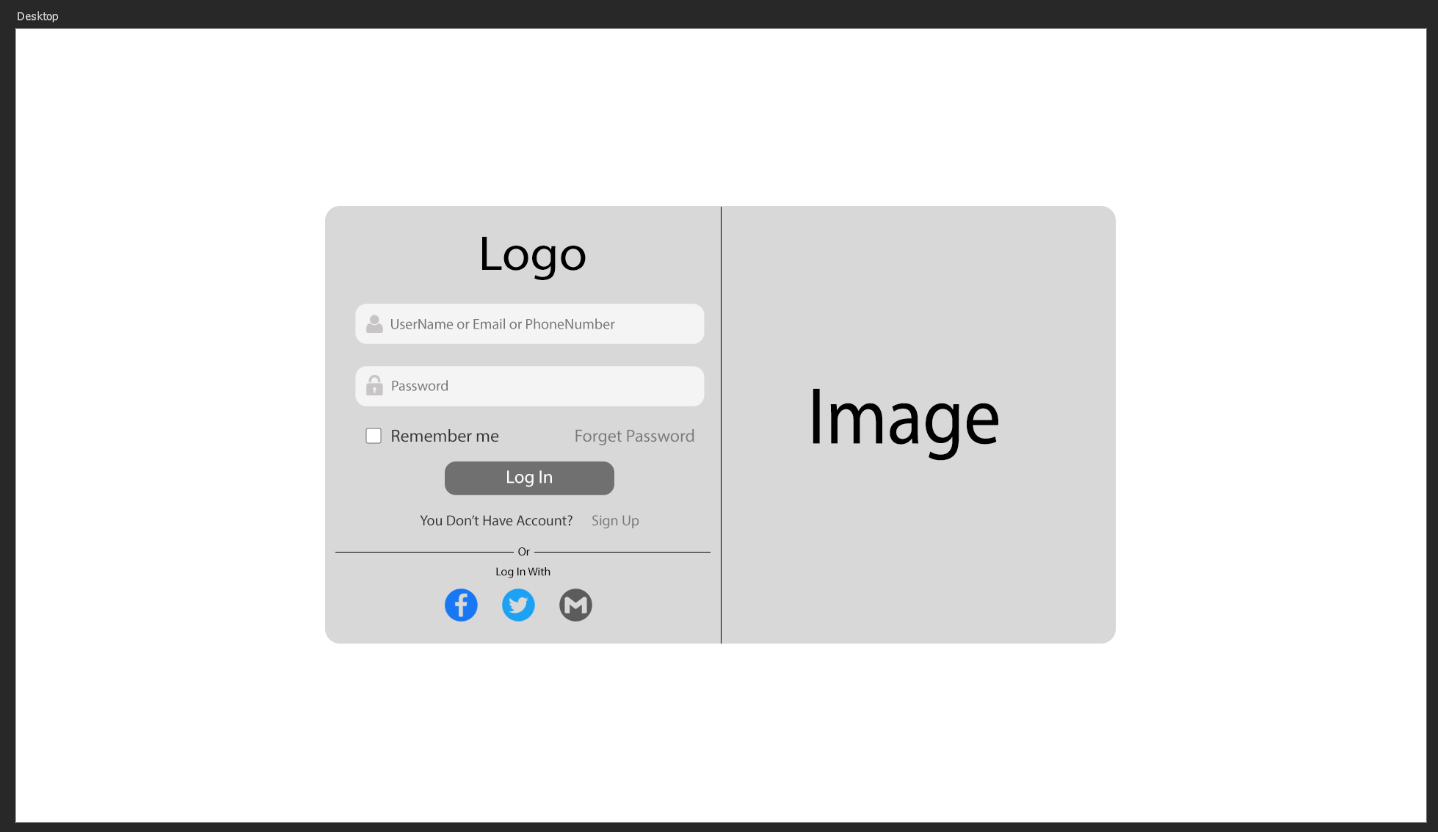 Desktop
Logo
UserName or Email or PhoneNumber
Password
Remember me Forget Password
Log In
You Don't Have Account? Sign Up
Or
Log In With
Image